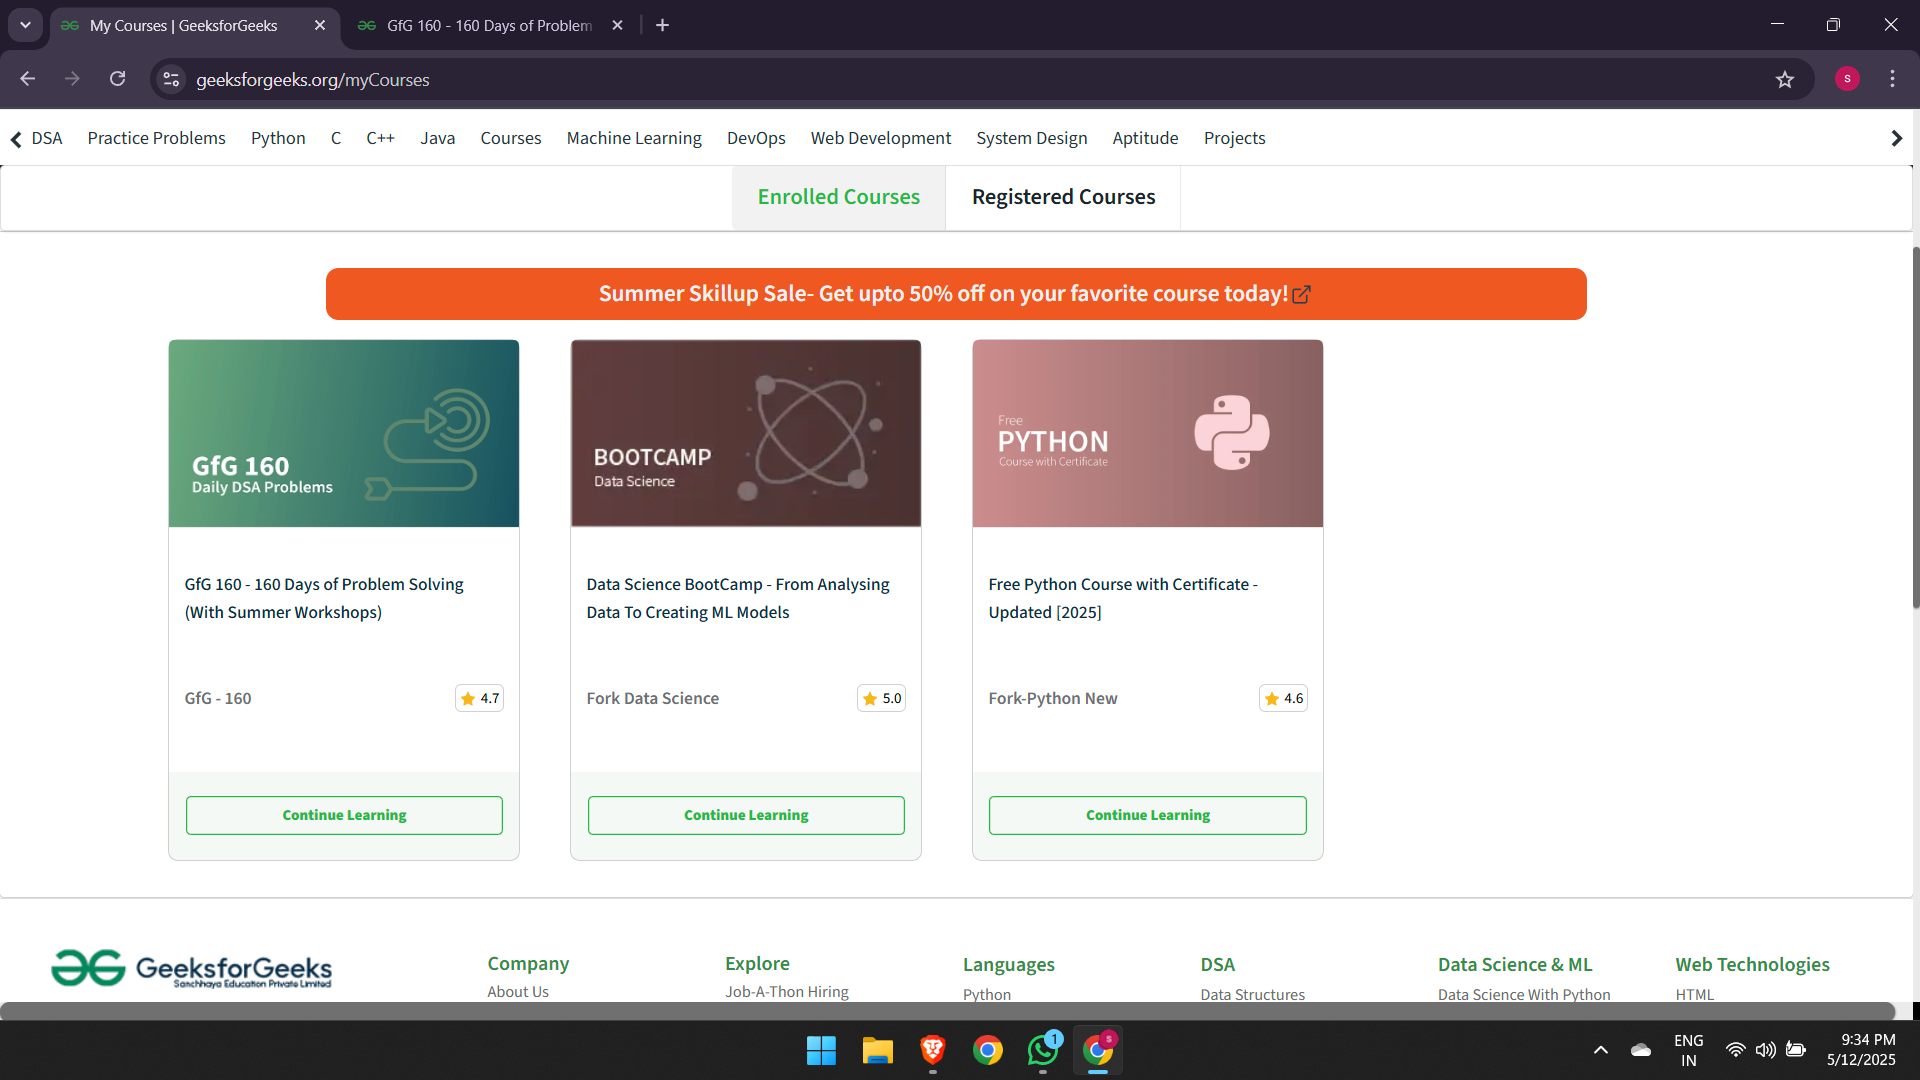 My Courses | GeeksforGeeks
GfG 160 - 160 Days of Problem
geeksforgeeks.org/myCourses
S
DSA Practice Problems Python C C++ Java Courses Machine Learning DevOps Web Development System Design Aptitude Projects
Enrolled Courses Registered Courses
Summer Skillup Sale- Get upto 50% off on your favorite course today!
GfG 160
Daily DSA Problems
GfG 160 - 160 Days of Problem Solving
(With Summer Workshops)
GfG - 160 4.7
Continue Learning
BOOTCAMP
Data Science
Data Science BootCamp - From Analysing
Data To Creating ML Models
Fork Data Science 5.0
Continue Learning
Free
PYTHON
Course with Certificate
Free Python Course with Certificate -
Updated [2025]
Fork-Python New 4.6
Continue Learning
GeeksforGeeks
Sanchhaya Education Private Limited
Company
About Us
Explore
Job-A-Thon Hiring
Languages
Python
DSA
Data Structures
Data Science & ML
Data Science With Python
Web Technologies
HTML
1
S
ENG
IN
9:34 PM
5/12/2025